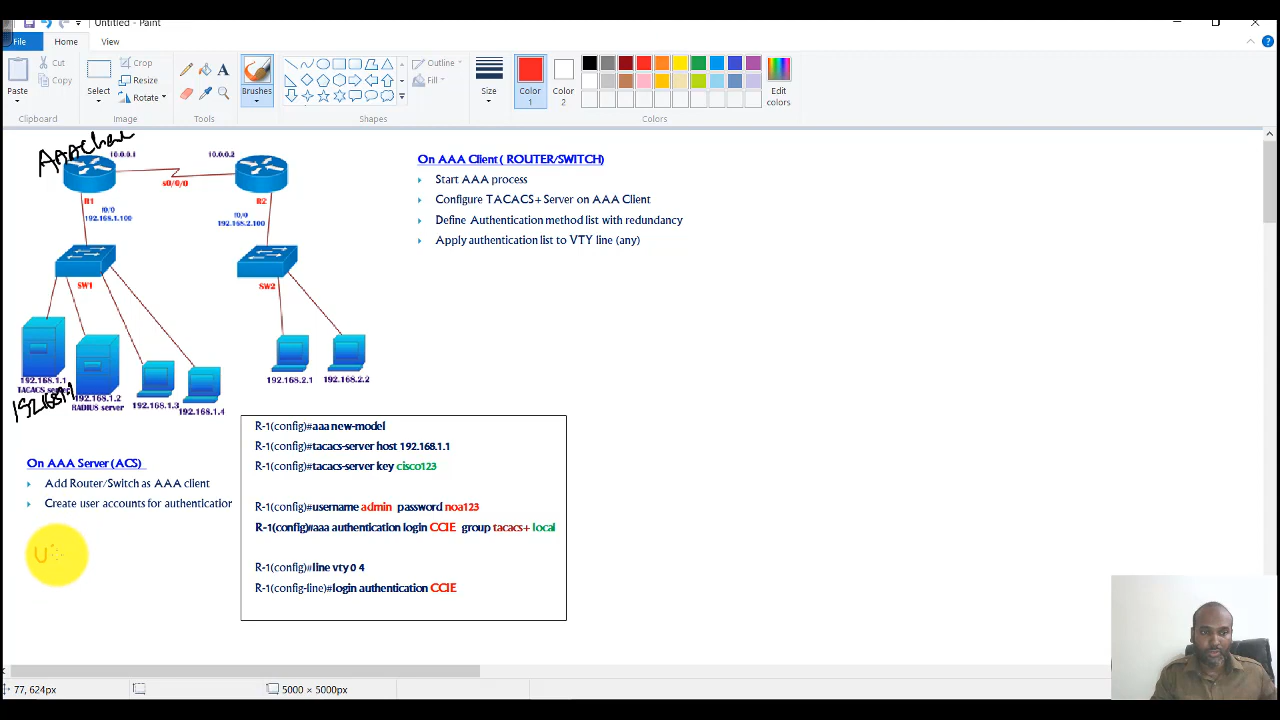 Untitled - Paint
File Home View
Paste
Cut
Copy
Clipboard
Select
Crop
Resize
Rotate
Image
Tools
Brushes
Shapes
Outline
Fill
Size
Color 1
Color 2
Edit colors
Colors
AAA Client
10.0.0.1
10.0.0.2
s0/0/0
R1
R2
f0/0
192.168.1.100
f0/0
192.168.2.100
SW1
SW2
192.168.1.1
TACACS server
192.168.1.1
192.168.1.2
RADIUS server
192.168.1.3
192.168.1.4
192.168.2.1
192.168.2.2
On AAA Client ( ROUTER/SWITCH)
Start AAA process
Configure TACACS+ Server on AAA Client
Define Authentication method list with redundancy
Apply authentication list to VTY line (any)
On AAA Server (ACS)
Add Router/Switch as AAA client
Create user accounts for authentication
R-1(config)#aaa new-model
R-1(config)#tacacs-server host 192.168.1.1
R-1(config)#tacacs-server key cisco123
R-1(config)#username admin password noa123
R-1(config)#aaa authentication login CCIE group tacacs+ local
R-1(config)#line vty 0 4
R-1(config-line)#login authentication CCIE
77, 624px
5000 × 5000px